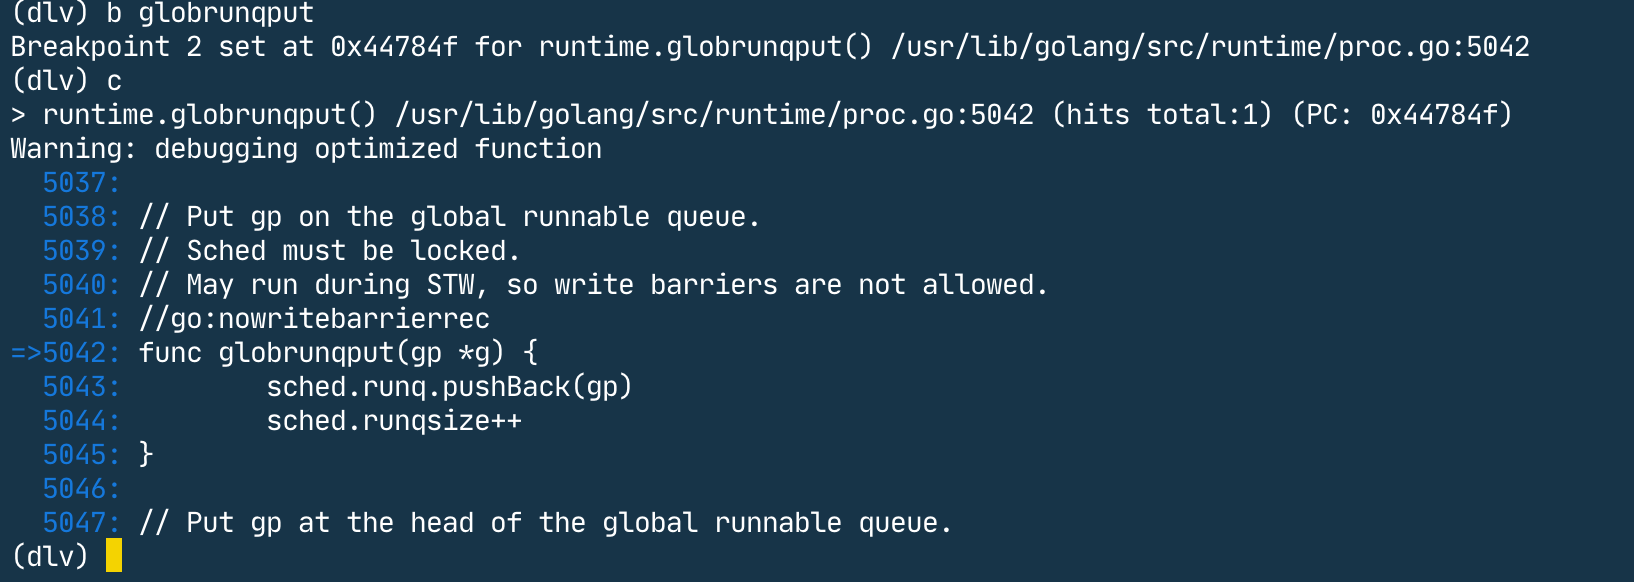 (dlv) b globrunqput
Breakpoint 2 set at 0x44784f for runtime.globrunqput() /usr/lib/golang/src/runtime/proc.go:5042
(dlv) c
> runtime.globrunqput() /usr/lib/golang/src/runtime/proc.go:5042 (hits total:1) (PC: 0x44784f)
Warning: debugging optimized function
  5037:
  5038: // Put gp on the global runnable queue.
  5039: // Sched must be locked.
  5040: // May run during STW, so write barriers are not allowed.
  5041: //go:nowritebarrierrec
=>5042: func globrunqput(gp *g) {
  5043:         sched.runq.pushBack(gp)
  5044:         sched.runqsize++
  5045: }
  5046:
  5047: // Put gp at the head of the global runnable queue.
(dlv)